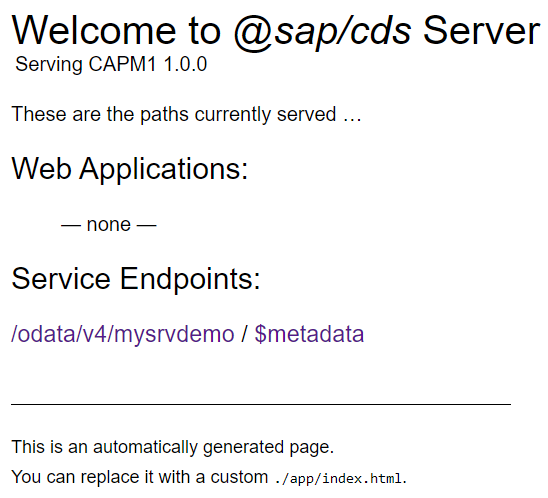 Welcome to @sap/cds Server
Serving CAPM1 1.0.0
These are the paths currently served …
Web Applications:
— none —
Service Endpoints:
/odata/v4/mysrvdemo / $metadata
This is an automatically generated page.
You can replace it with a custom ./app/index.html.